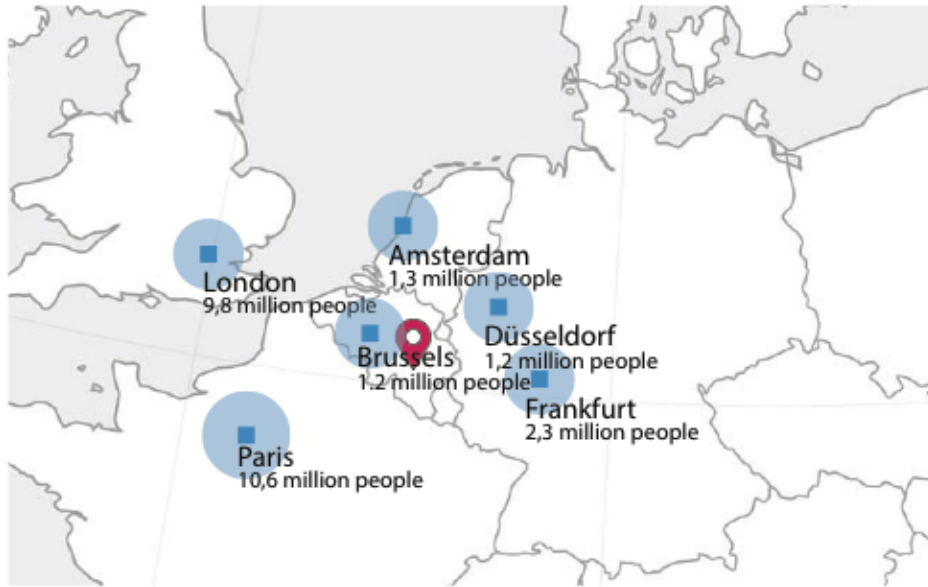 Amsterdam
1,3 million people
London
9,8 million people
Düsseldorf
1,2 million people
Brussels
1.2 million people
Frankfurt
2,3 million people
Paris
10,6 million people